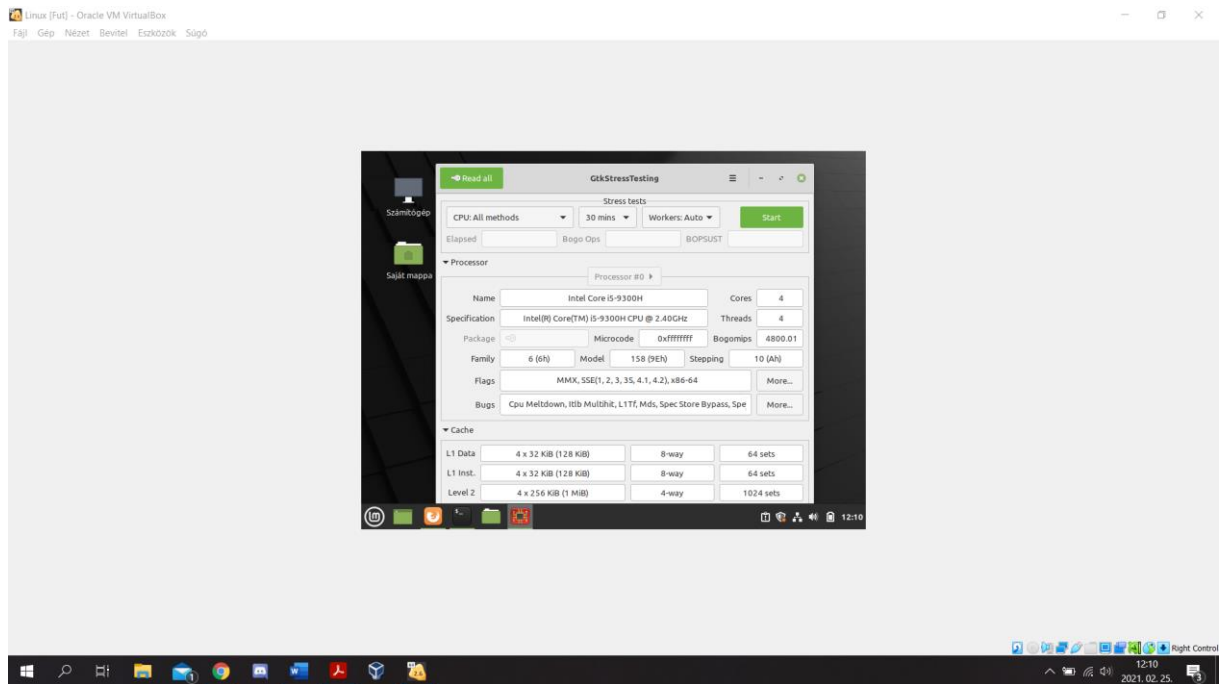 Linux [Fut] - Oracle VM VirtualBox
Fájl Gép Nézet Bevitel Eszközök Súgó
Számítógép
Saját mappa
Read all GtkStressTesting
Stress tests
CPU: All methods 30 mins Workers: Auto Start
Elapsed Bogo Ops BOPSUST
Processor
Processor #0
Name Intel Core i5-9300H Cores 4
Specification Intel(R) Core(TM) i5-9300H CPU @ 2.40GHz Threads 4
Package Microcode 0xffffffff Bogomips 4800.01
Family 6 (6h) Model 158 (9Eh) Stepping 10 (Ah)
Flags MMX, SSE(1, 2, 3, 3S, 4.1, 4.2), x86-64 More...
Bugs Cpu Meltdown, Itlb Multihit, L1Tf, Mds, Spec Store Bypass, Spe More...
Cache
L1 Data 4 x 32 KiB (128 KiB) 8-way 64 sets
L1 Inst. 4 x 32 KiB (128 KiB) 8-way 64 sets
Level 2 4 x 256 KiB (1 MiB) 4-way 1024 sets
12:10
Right Control
12:10
2021. 02. 25.